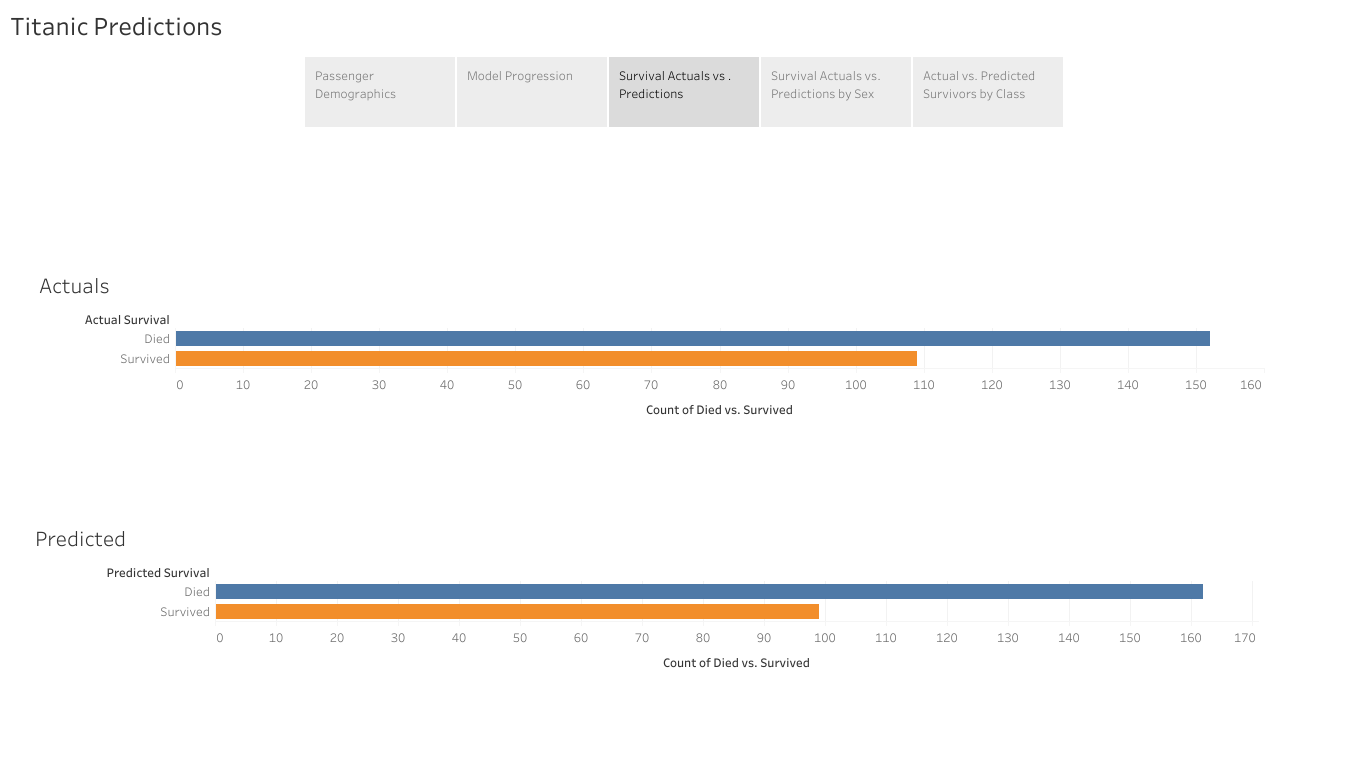 Titanic Predictions
Passenger
Demographics
Model Progression
Survival Actuals vs .
Predictions
Survival Actuals vs.
Predictions by Sex
Actual vs. Predicted
Survivors by Class
Actuals
Actual Survival
Died
Survived
0 10 20 30 40 50 60 70 80 90 100 110 120 130 140 150 160
Count of Died vs. Survived
Predicted
Predicted Survival
Died
Survived
0 10 20 30 40 50 60 70 80 90 100 110 120 130 140 150 160 170
Count of Died vs. Survived